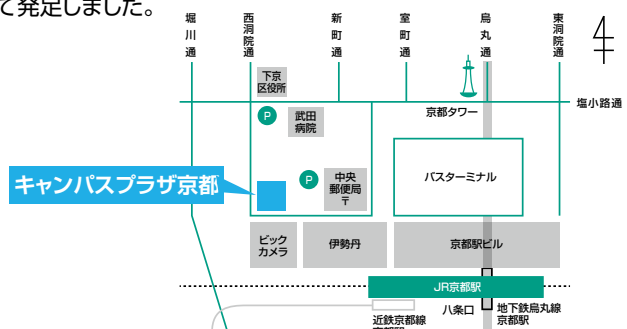 て発足しました。
堀川通
西洞院通
新町通
室町通
烏丸通
東洞院通
下京
区役所
塩小路通
京都タワー
P
武田
病院
キャンパスプラザ京都
P
中央
郵便局
〒
バスターミナル
ビック
カメラ
伊勢丹
京都駅ビル
JR京都駅
八条口
地下鉄烏丸線
京都駅
近鉄京都線